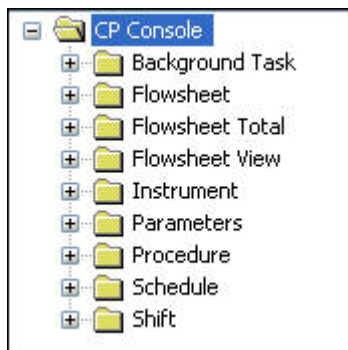 CP Console
Background Task
Flowsheet
Flowsheet Total
Flowsheet View
Instrument
Parameters
Procedure
Schedule
Shift